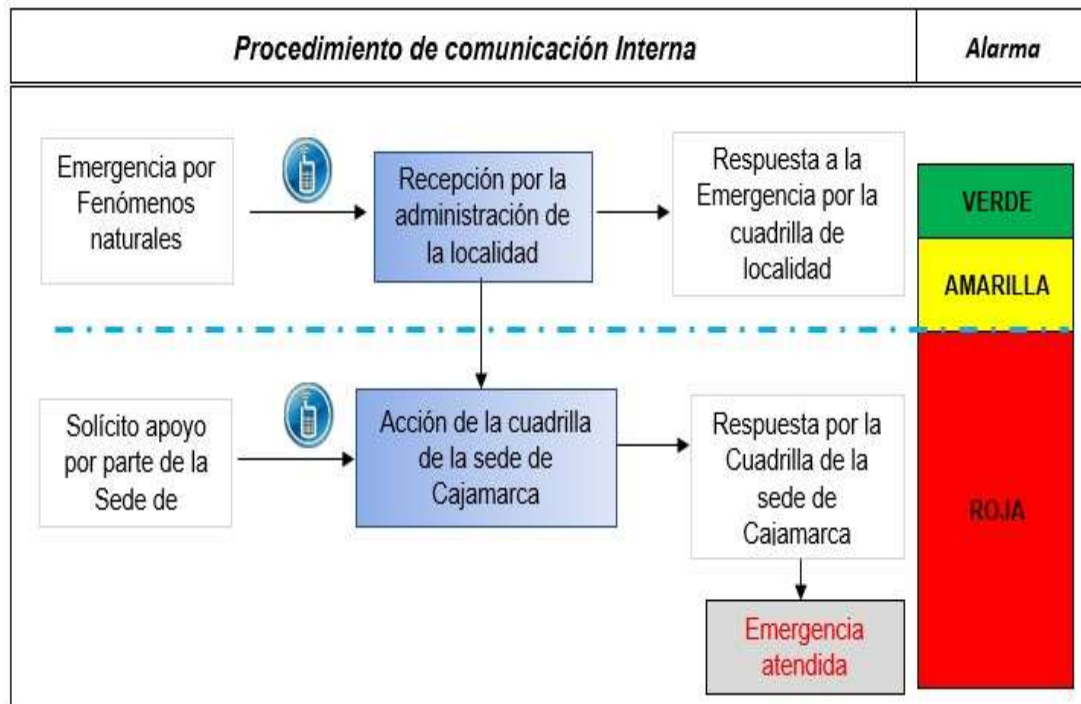 Procedimiento de comunicación Interna
Alarma
Emergencia por
Fenómenos
naturales
Recepción por la
administración de
la localidad
Respuesta a la
Emergencia por la
cuadrilla de
localidad
VERDE
AMARILLA
Solícito apoyo
por parte de la
Sede de
Acción de la cuadrilla
de la sede de
Cajamarca
Respuesta por la
Cuadrilla de la
sede de
Cajamarca
ROJA
Emergencia
atendida